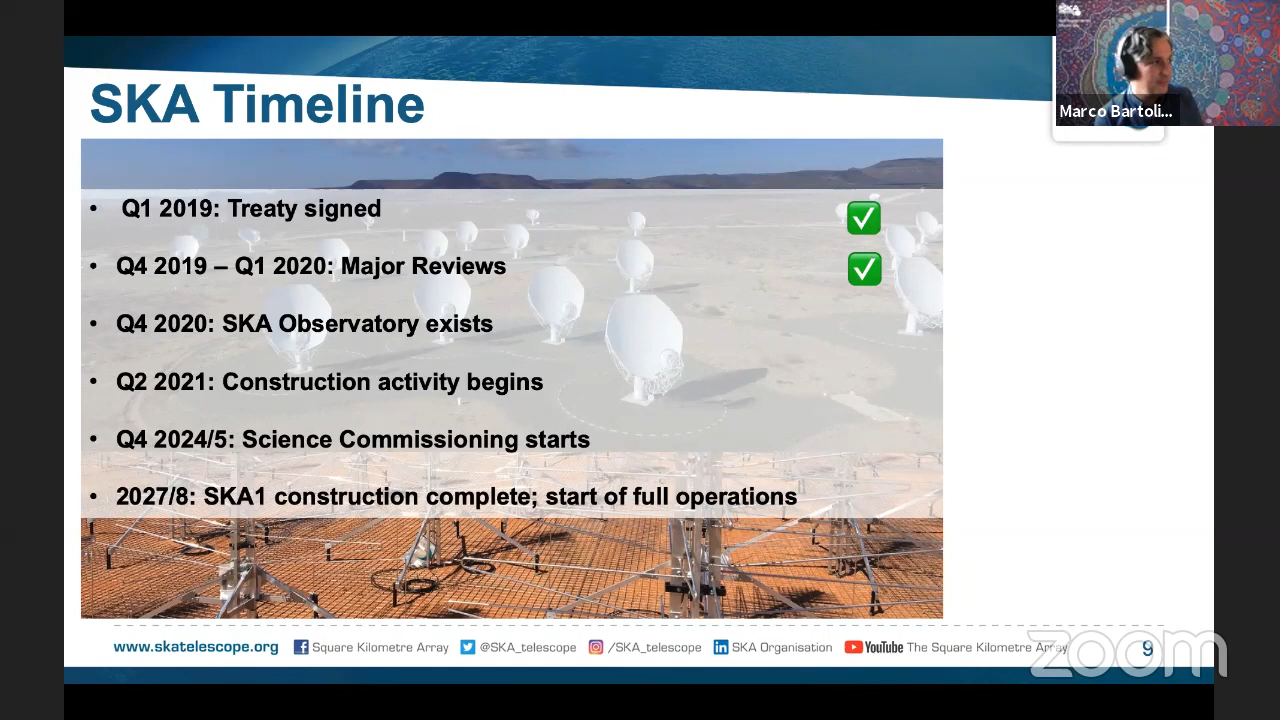 SKA Timeline
Marco Bartoli...
• Q1 2019: Treaty signed
• Q4 2019 – Q1 2020: Major Reviews
• Q4 2020: SKA Observatory exists
• Q2 2021: Construction activity begins
• Q4 2024/5: Science Commissioning starts
• 2027/8: SKA1 construction complete; start of full operations
www.skatelescope.org Square Kilometre Array @SKA_telescope /SKA_telescope SKA Organisation YouTube The Square Kilometre Array 9
zoom